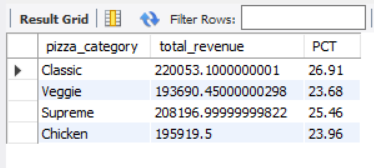 Result Grid Filter Rows:
pizza_category total_revenue PCT
Classic 220053.1000000001 26.91
Veggie 193690.45000000298 23.68
Supreme 208196.99999999822 25.46
Chicken 195919.5 23.96